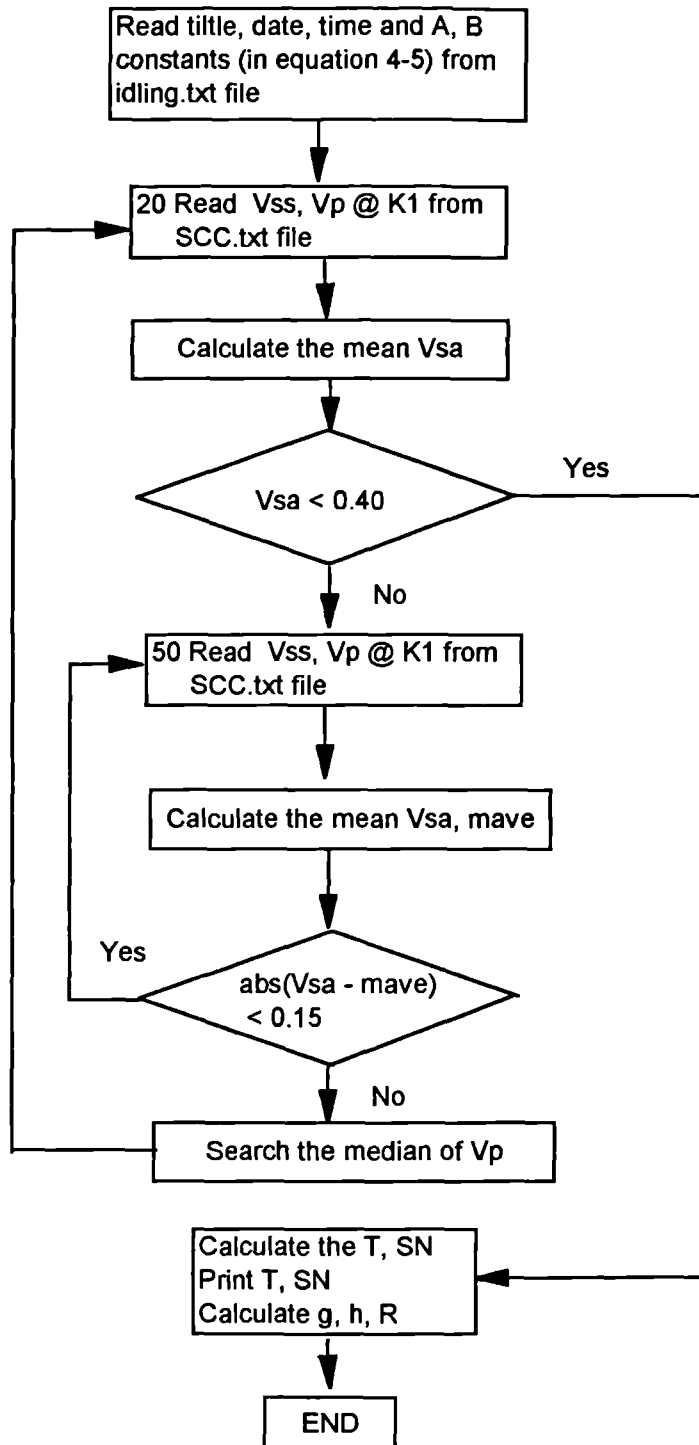 Read tiltle, date, time and A, B
constants (in equation 4-5) from
idling.txt file
20 Read Vss, Vp @ K1 from
SCC.txt file
Calculate the mean Vsa
Vsa < 0.40
Yes
No
50 Read Vss, Vp @ K1 from
SCC.txt file
Calculate the mean Vsa, mave
Yes
abs(Vsa - mave)
< 0.15
No
Search the median of Vp
Calculate the T, SN
Print T, SN
Calculate g, h, R
END